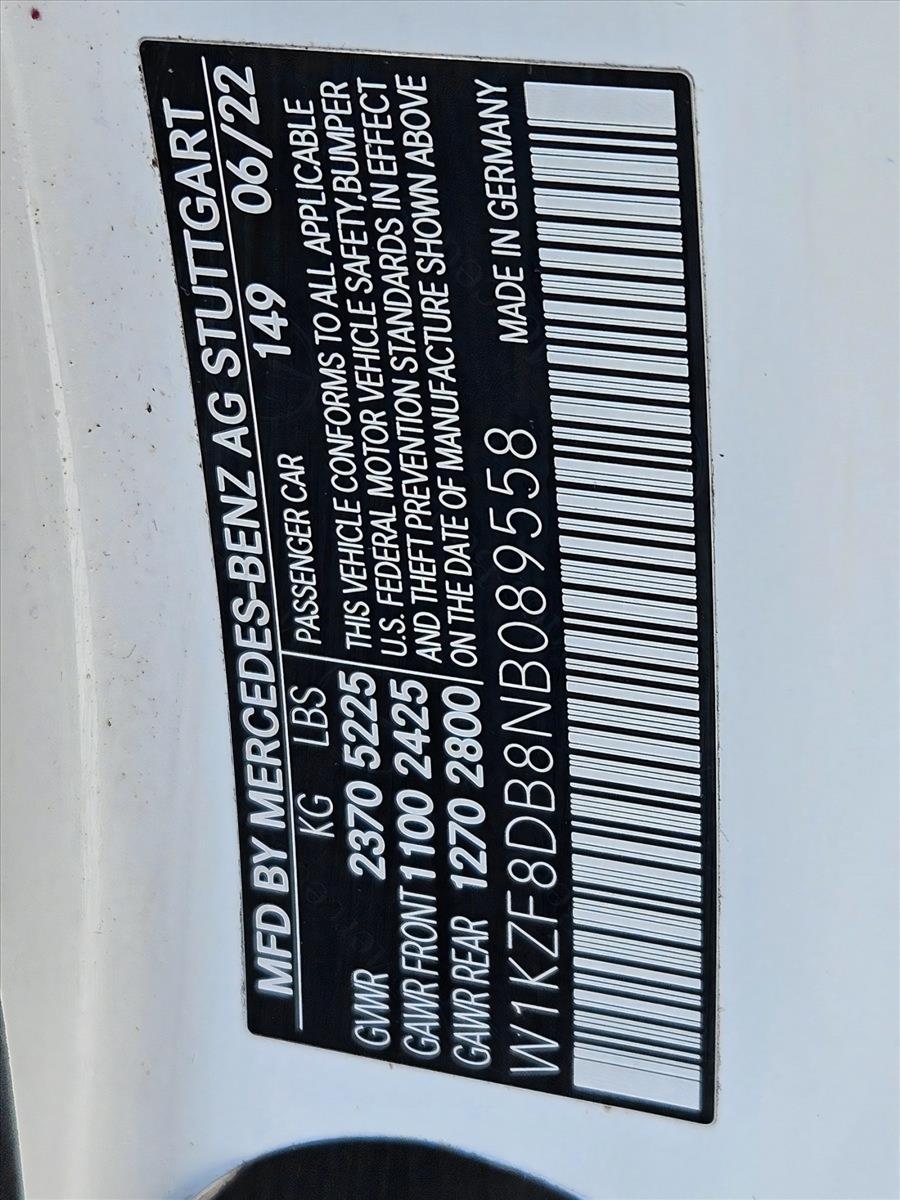 MFD BY MERCEDES-BENZ AG STUTTGART
KG LBS 149 06/22
PASSENGER CAR
GVWR 2370 5225
GAWR FRONT 1100 2425
GAWR REAR 1270 2800
THIS VEHICLE CONFORMS TO ALL APPLICABLE
U.S. FEDERAL MOTOR VEHICLE SAFETY, BUMPER
AND THEFT PREVENTION STANDARDS IN EFFECT
ON THE DATE OF MANUFACTURE SHOWN ABOVE
W1KZF8DB8NB089558 MADE IN GERMANY